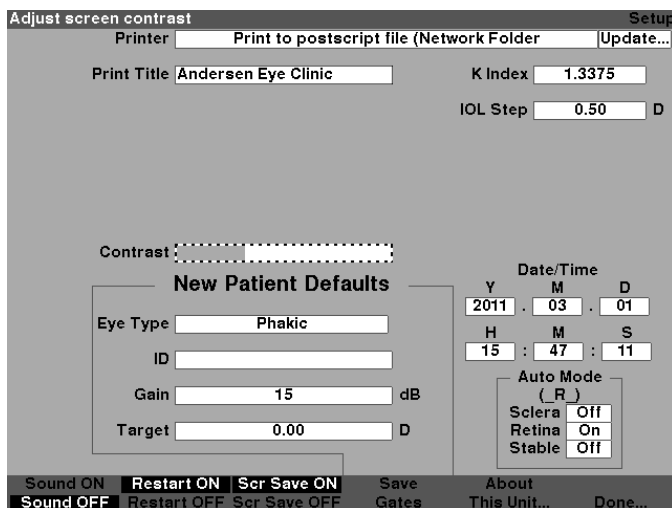 Adjust screen contrast Setup
Printer Print to postscript file (Network Folder Update...
Print Title Andersen Eye Clinic K Index 1.3375
IOL Step 0.50 D
Contrast
New Patient Defaults
Date/Time
Y M D
2011 . 03 . 01
Eye Type Phakic
H M S
15 : 47 : 11
ID
Auto Mode
(_R_)
Gain 15 dB
Sclera Off
Retina On
Target 0.00 D
Stable Off
Sound ON Restart ON Scr Save ON Save About
Sound OFF Restart OFF Scr Save OFF Gates This Unit... Done...